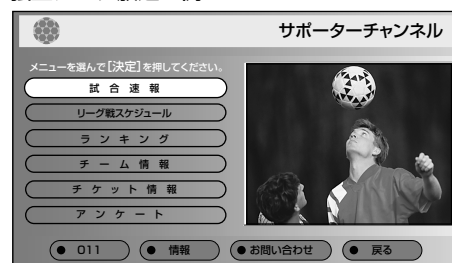 サポーターチャンネル
メニューを選んで[決定]を押してください。
試合速報
リーグ戦スケジュール
ランキング
チーム情報
チケット情報
アンケート
● 011 ● 情報 ● お問い合わせ ● 戻る